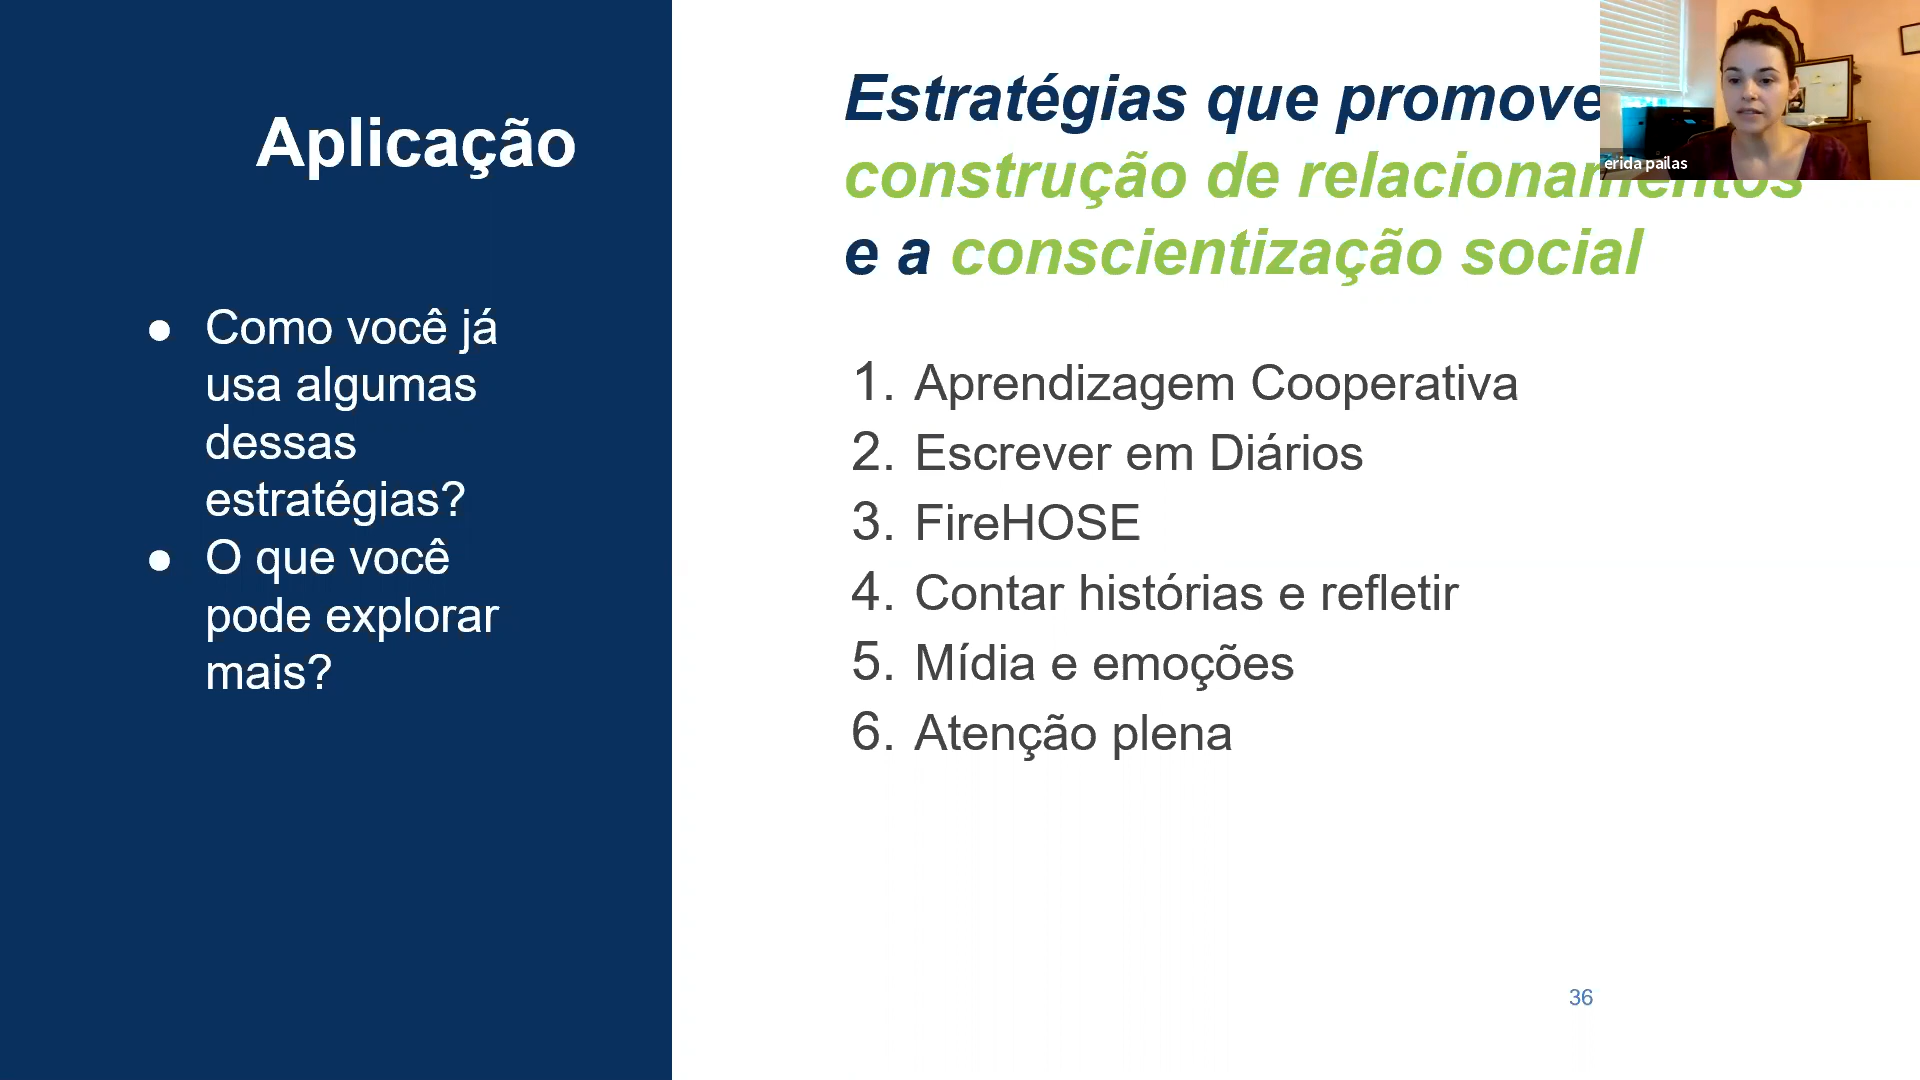 Aplicação
Como você já
usa algumas
dessas
estratégias?
O que você
pode explorar
mais?
Estratégias que promove
construção de relacionamentos
e a conscientização social
1. Aprendizagem Cooperativa
2. Escrever em Diários
3. FireHOSE
4. Contar histórias e refletir
5. Mídia e emoções
6. Atenção plena
erida pailas
36